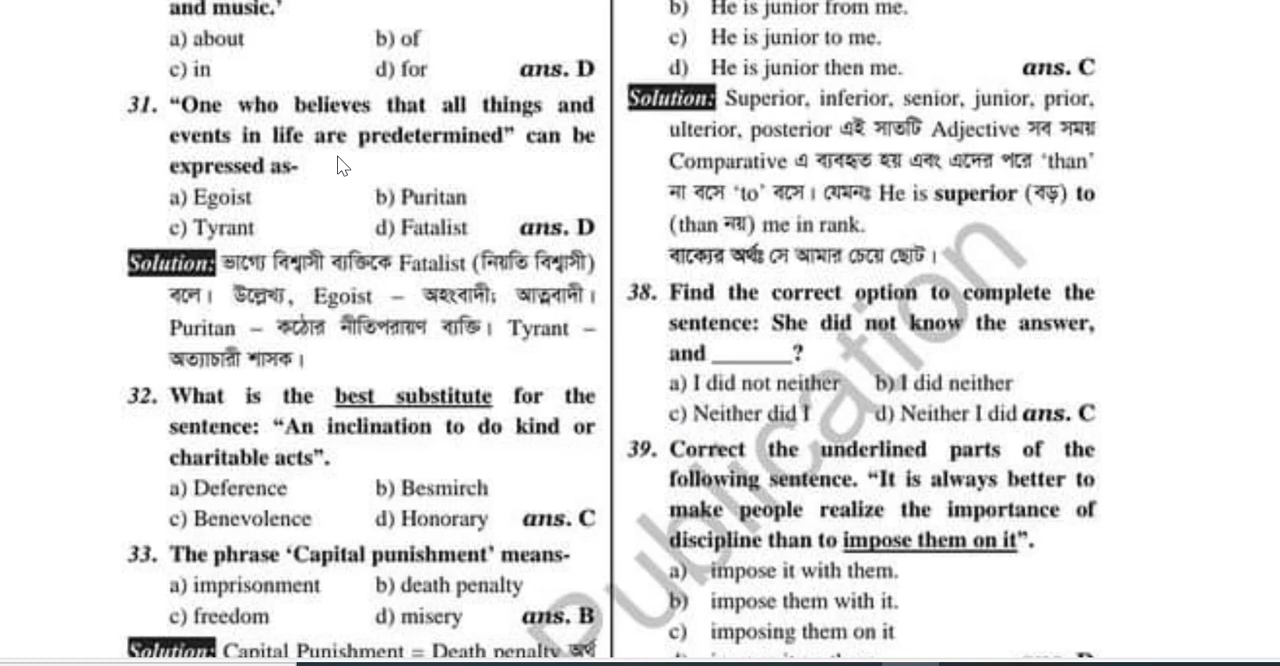 and music.’
a) about b) of
c) in d) for ans. D
31. “One who believes that all things and
events in life are predetermined” can be
expressed as-
a) Egoist b) Puritan
c) Tyrant d) Fatalist ans. D
Solution: ভাগ্যে বিশ্বাসী ব্যক্তিকে Fatalist (নিয়তি বিশ্বাসী)
বলে। উল্লেখ্য, Egoist – অহংবাদী; আত্নবাদী।
Puritan – কঠোর নীতিপরায়ণ ব্যক্তি। Tyrant –
অত্যাচারী শাসক।
32. What is the best substitute for the
sentence: “An inclination to do kind or
charitable acts”.
a) Deference b) Besmirch
c) Benevolence d) Honorary ans. C
33. The phrase ‘Capital punishment’ means-
a) imprisonment b) death penalty
c) freedom d) misery ans. B
Solution: Capital Punishment = Death penalty অর্থ
b) He is junior from me.
c) He is junior to me.
d) He is junior then me. ans. C
Solution: Superior, inferior, senior, junior, prior,
ulterior, posterior এই সাতটি Adjective সব সময়
Comparative এ ব্যবহৃত হয় এবং এদের পরে ‘than’
না বসে ‘to’ বসে। যেমনঃ He is superior (বড়) to
(than নয়) me in rank.
বাক্যের অর্থঃ সে আমার চেয়ে ছোট।
38. Find the correct option to complete the
sentence: She did not know the answer,
and ________?
a) I did not neither b) I did neither
c) Neither did I d) Neither I did ans. C
39. Correct the underlined parts of the
following sentence. “It is always better to
make people realize the importance of
discipline than to impose them on it”.
a) impose it with them.
b) impose them with it.
c) imposing them on it
Publication